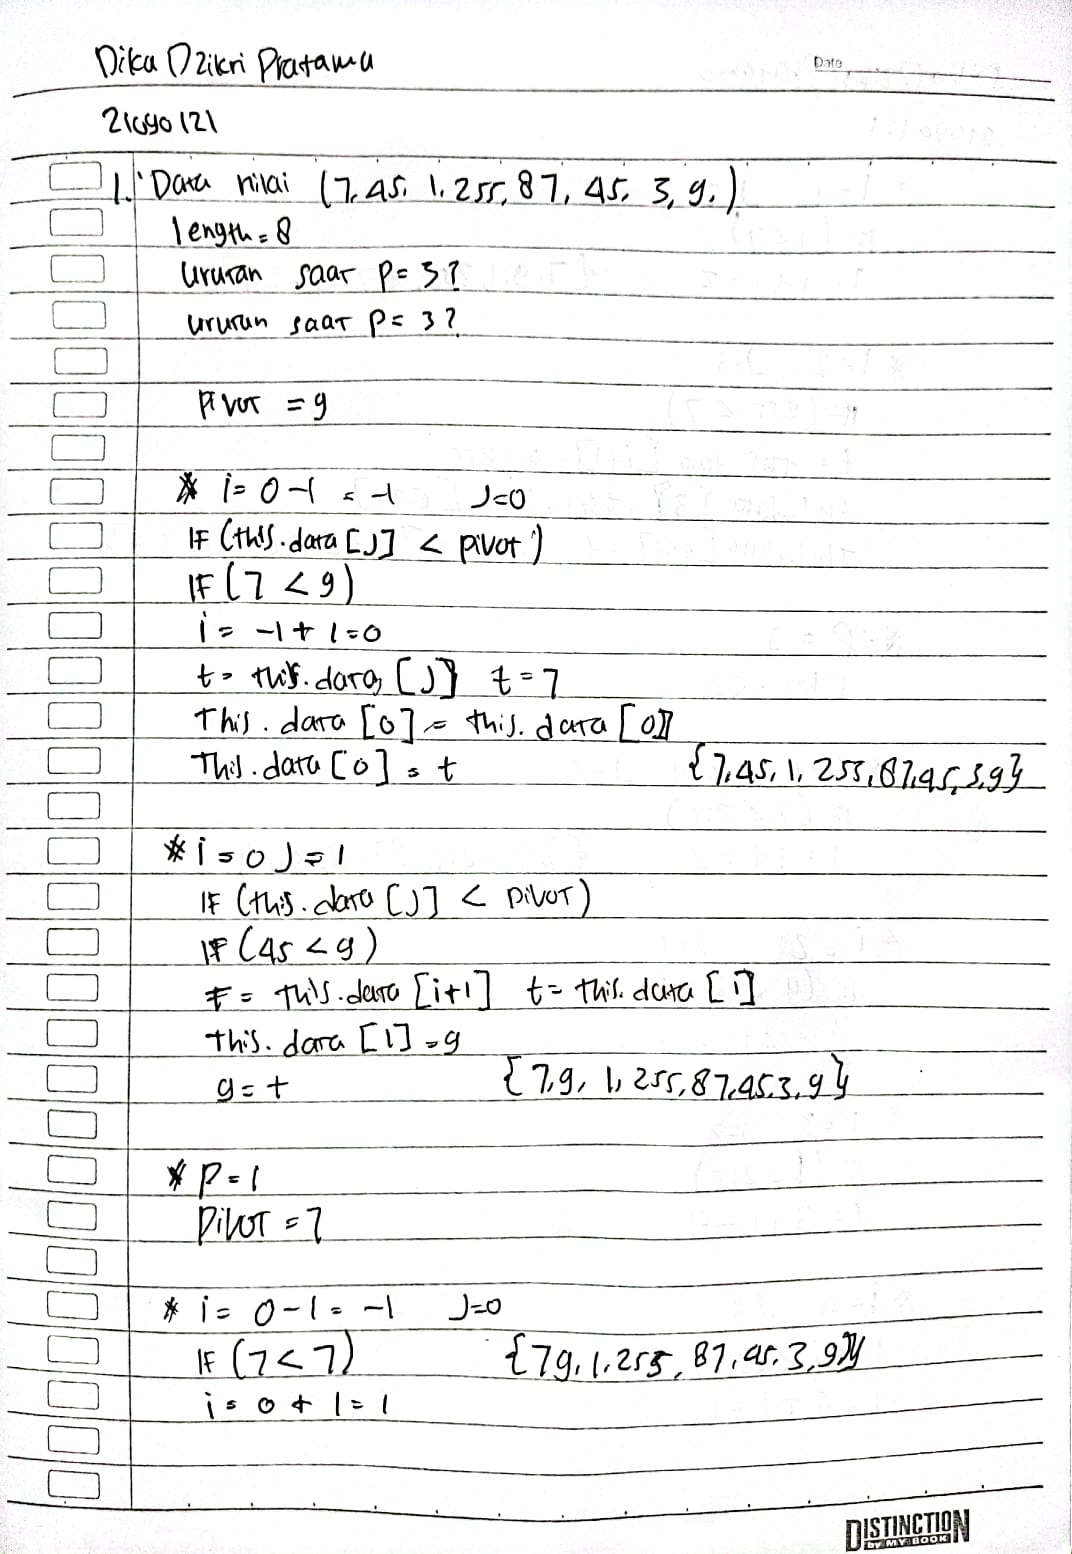 Dika Dzikri Pratama
Date
21090121
1. Data nilai (7, 45, 1, 255, 87, 45, 3, 9.)
length = 8
Urutan saat P = 3?
Urutan saat P = 3?
Pivot = 9
* i = 0-1 = -1 J=0
IF (this.data [J] < pivot)
IF (7 < 9)
i = -1 + 1 = 0
t = this.data [J] t = 7
This.data [0] = this.data [0]
This.data [0] = t {7, 45, 1, 255, 87, 45, 3, 9}
* i = 0 J = 1
IF (this.data [J] < pivot)
IF (45 < 9)
t = this.data [i+1] t = this.data [1]
this.data [1] = 9
9 = t {7, 9, 1, 255, 87, 45, 3, 9}
* P = 1
Pivot = 7
* i = 0 - 1 = -1 J=0
IF (7 < 7) {7 9, 1, 255, 87, 45, 3, 9}
i = 0 + 1 = 1
DISTINCTION
BY MY BOOK